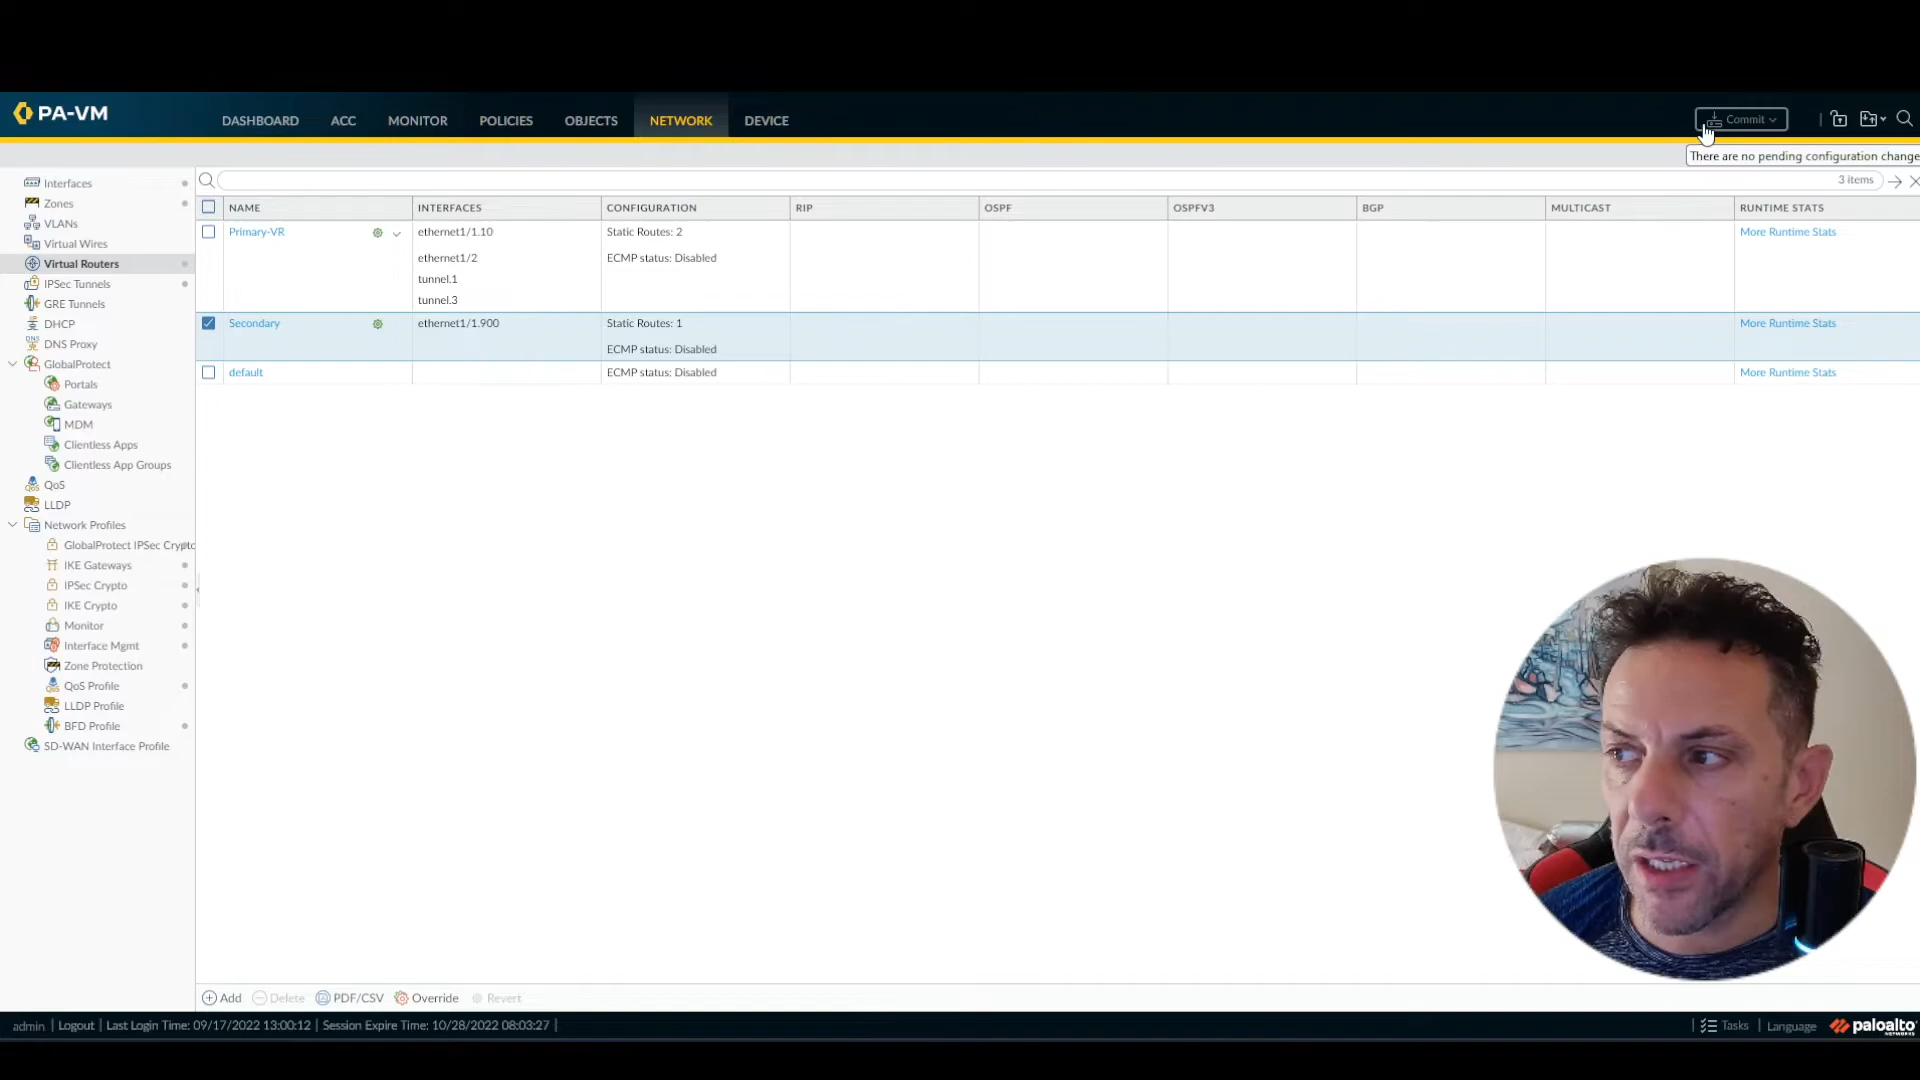 PA-VM
DASHBOARD ACC MONITOR POLICIES OBJECTS NETWORK DEVICE
Commit
There are no pending configuration change
3 items
Interfaces
Zones
VLANs
Virtual Wires
Virtual Routers
IPSec Tunnels
GRE Tunnels
DHCP
DNS Proxy
GlobalProtect
Portals
Gateways
MDM
Clientless Apps
Clientless App Groups
QoS
LLDP
Network Profiles
GlobalProtect IPSec Crypto
IKE Gateways
IPSec Crypto
IKE Crypto
Monitor
Interface Mgmt
Zone Protection
QoS Profile
LLDP Profile
BFD Profile
SD-WAN Interface Profile
NAME INTERFACES CONFIGURATION RIP OSPF OSPFV3 BGP MULTICAST RUNTIME STATS
Primary-VR ethernet1/1.10 Static Routes: 2 More Runtime Stats
ethernet1/2 ECMP status: Disabled
tunnel.1
tunnel.3
Secondary ethernet1/1.900 Static Routes: 1 More Runtime Stats
ECMP status: Disabled
default ECMP status: Disabled More Runtime Stats
Add Delete PDF/CSV Override Revert
admin | Logout | Last Login Time: 09/17/2022 13:00:12 | Session Expire Time: 10/28/2022 08:03:27 |
Tasks | Language paloalto
NETWORKS